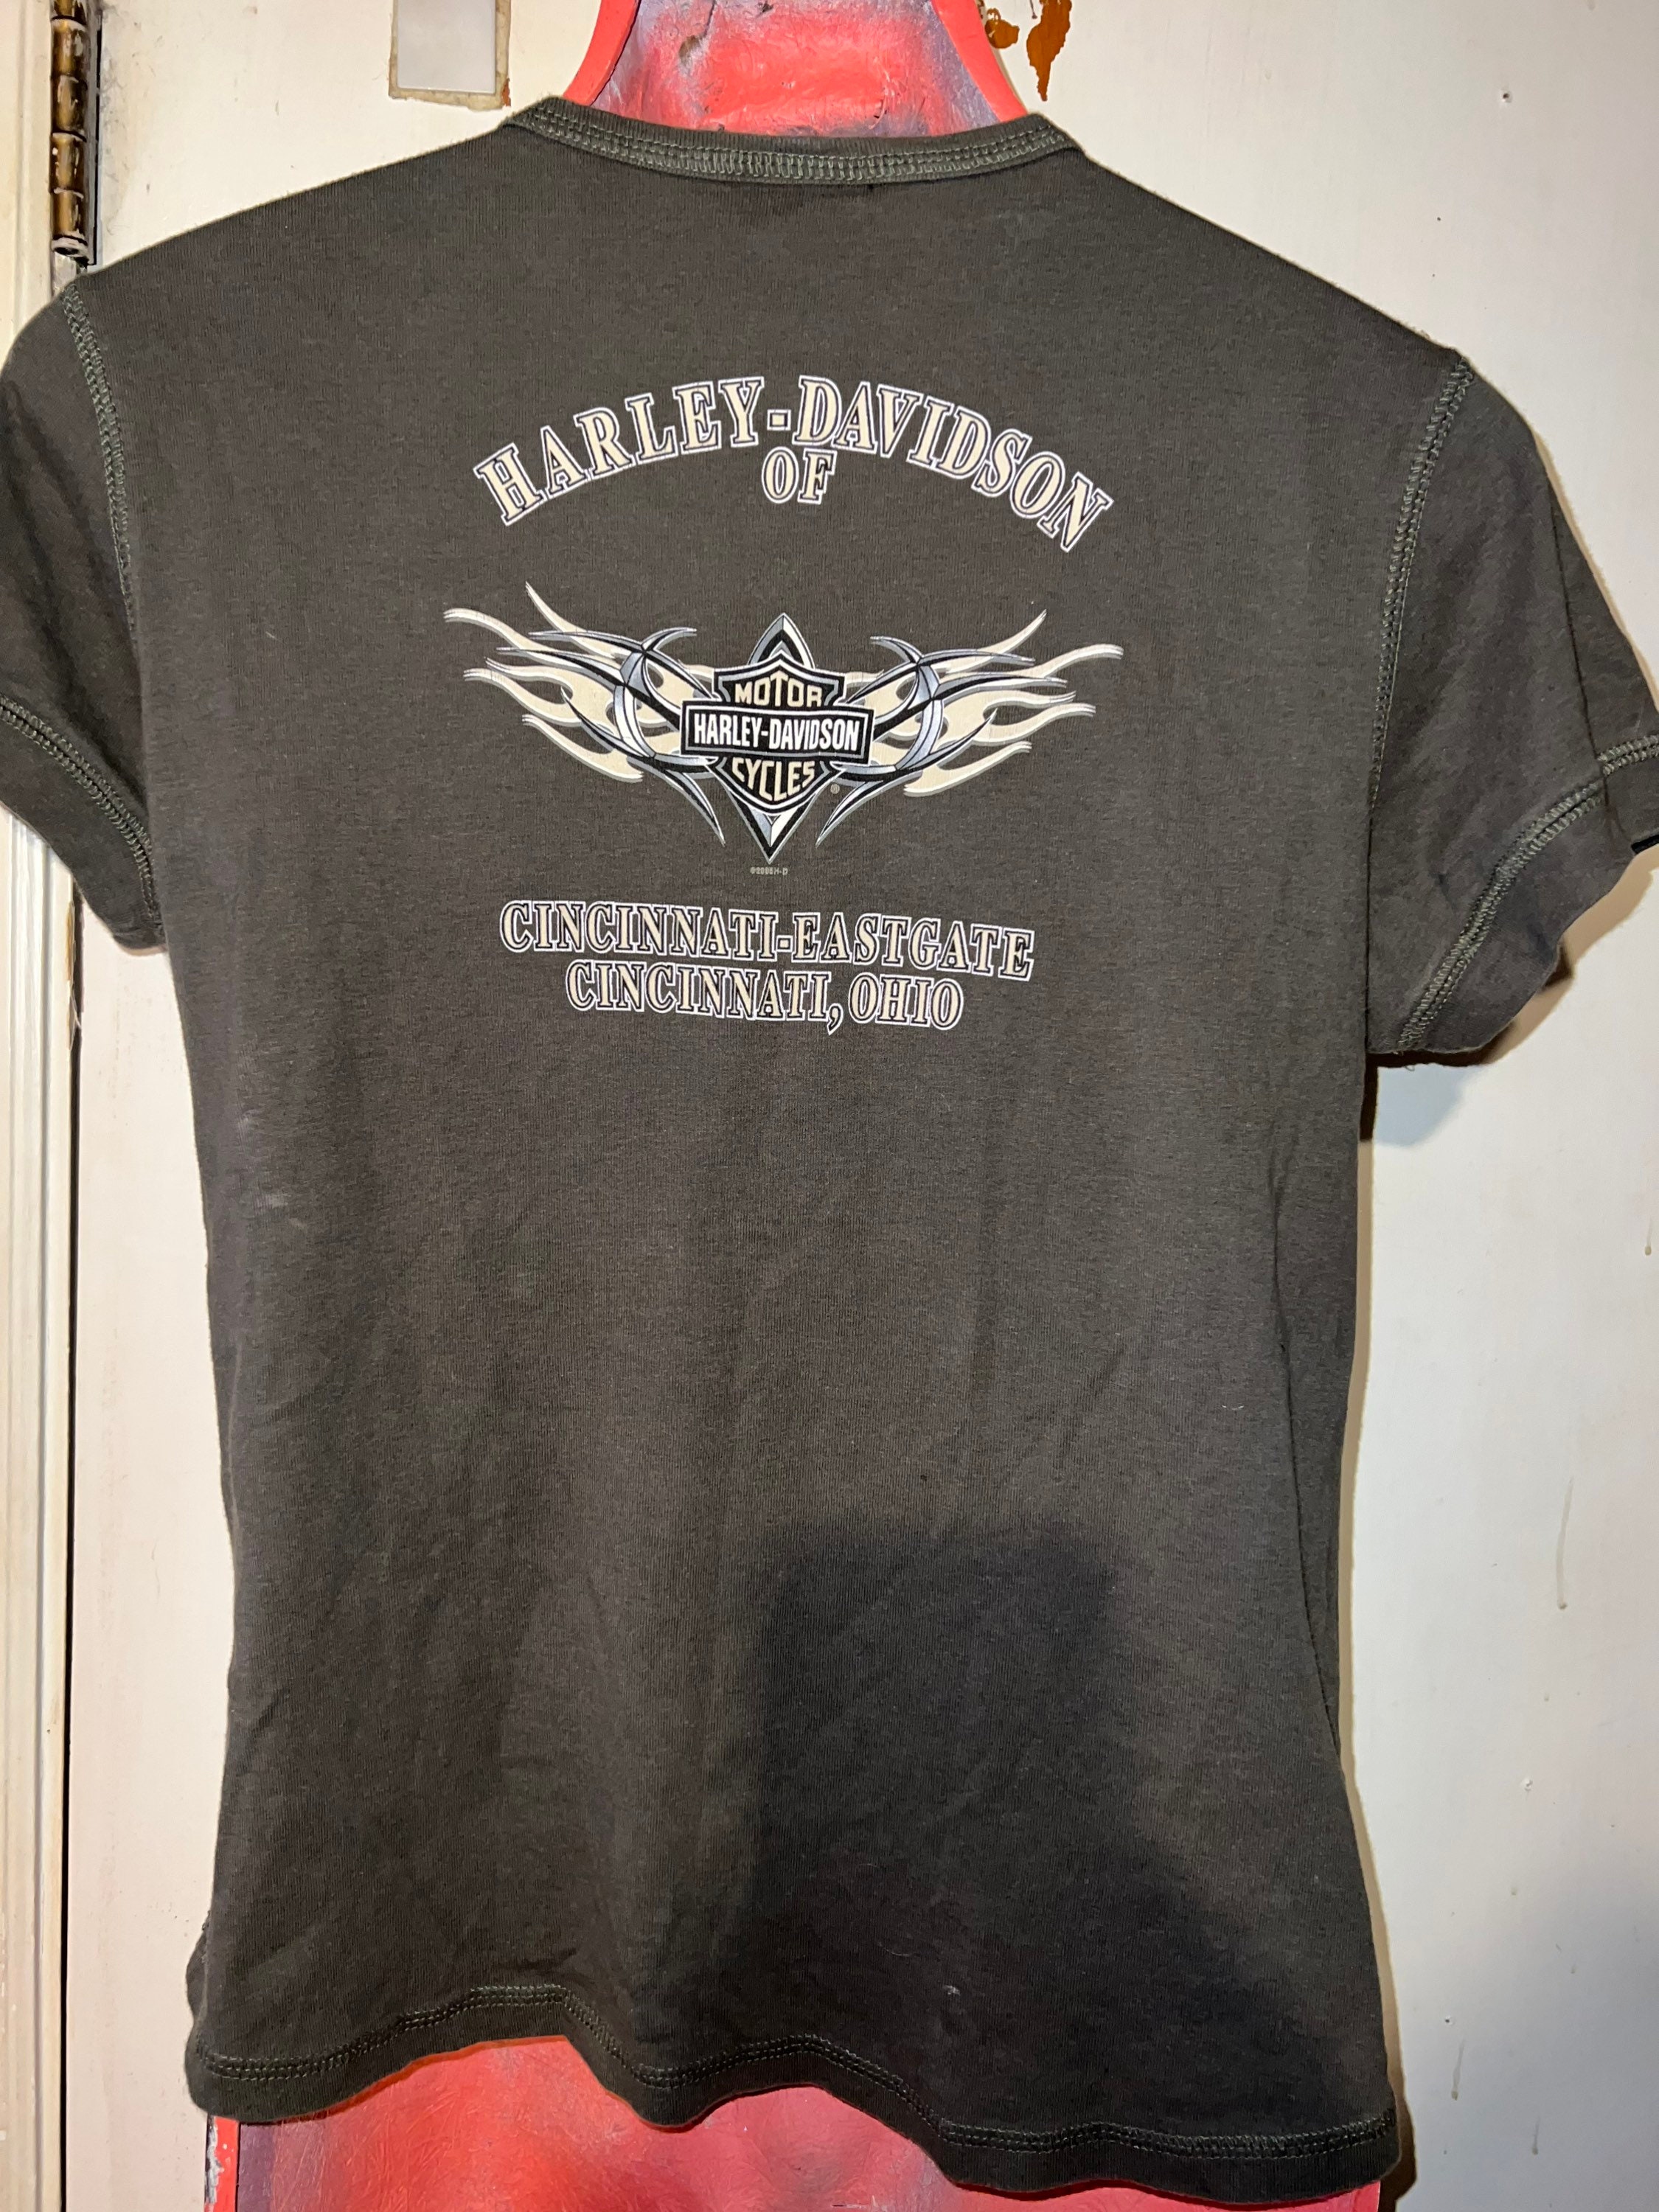 HARLEY-DAVIDSON
OF
MOTOR
HARLEY-DAVIDSON
CYCLES
®
CINCINNATI-EASTGATE
CINCINNATI, OHIO